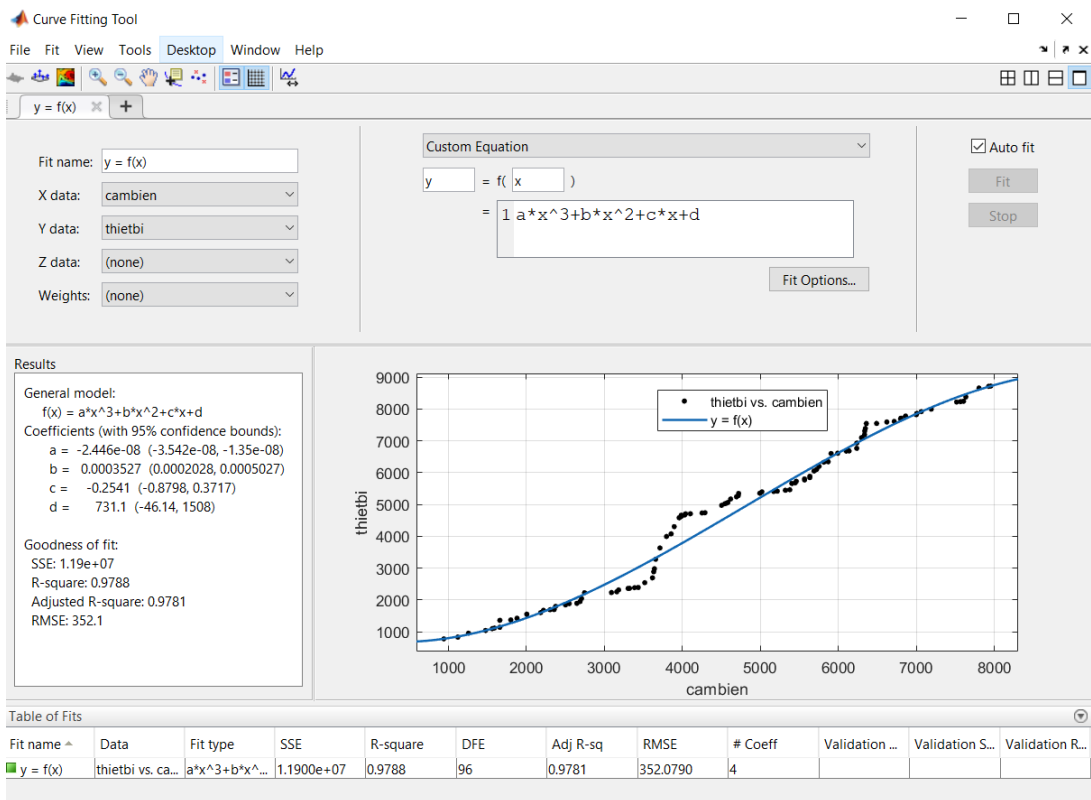 Curve Fitting Tool
File Fit View Tools Desktop Window Help
y = f(x)
Fit name: y = f(x)
X data: cambien
Y data: thietbi
Z data: (none)
Weights: (none)
Custom Equation
y = f( x )
= 1 a*x^3+b*x^2+c*x+d
Fit Options...
Auto fit
Fit
Stop
Results
General model:
f(x) = a*x^3+b*x^2+c*x+d
Coefficients (with 95% confidence bounds):
a = -2.446e-08 (-3.542e-08, -1.35e-08)
b = 0.0003527 (0.0002028, 0.0005027)
c = -0.2541 (-0.8798, 0.3717)
d = 731.1 (-46.14, 1508)
Goodness of fit:
SSE: 1.19e+07
R-square: 0.9788
Adjusted R-square: 0.9781
RMSE: 352.1
thietbi vs. cambien
y = f(x)
9000
8000
7000
6000
5000
4000
3000
2000
1000
thietbi
1000 2000 3000 4000 5000 6000 7000 8000
cambien
Table of Fits
Fit name Data Fit type SSE R-square DFE Adj R-sq RMSE # Coeff Validation ... Validation S... Validation R...
y = f(x) thietbi vs. ca... a*x^3+b*x^... 1.1900e+07 0.9788 96 0.9781 352.0790 4